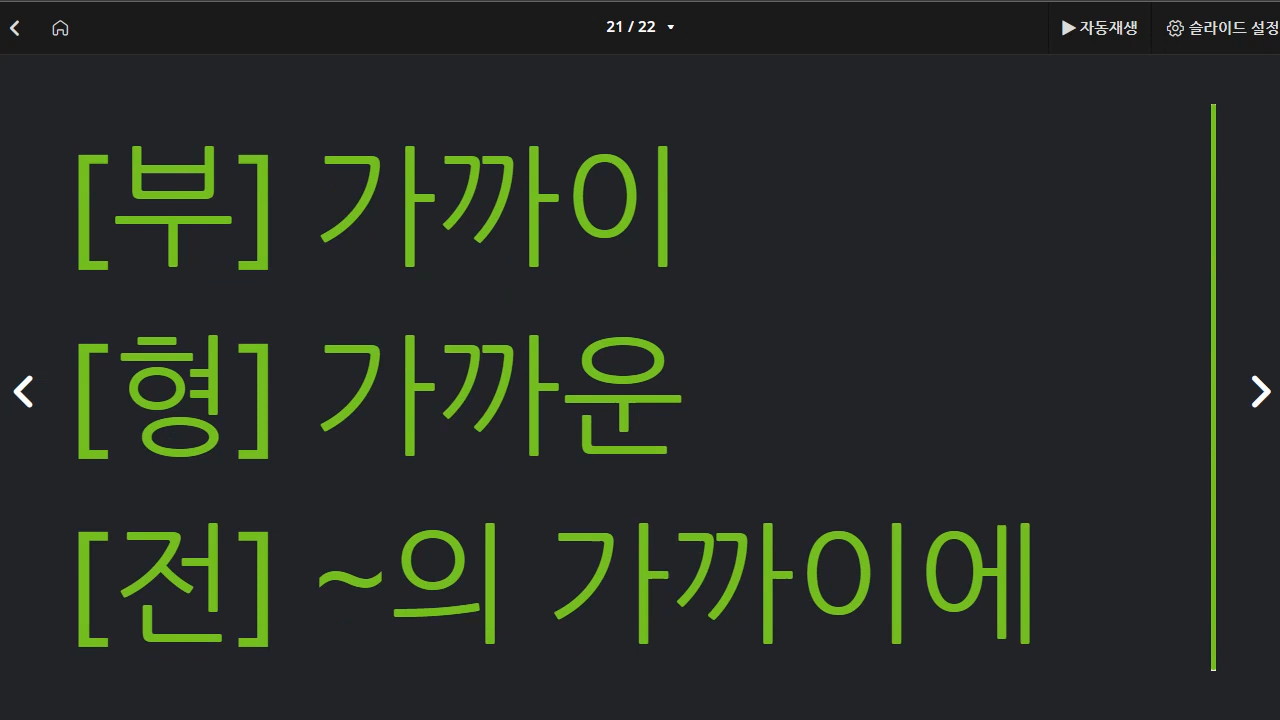 21 / 22
▶ 자동재생
슬라이드 설정
[부] 가까이
[형] 가까운
[전] ~의 가까이에